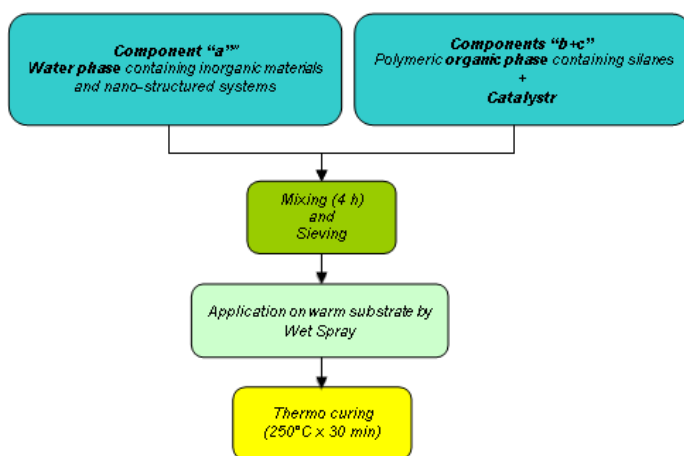 Component “a””
Water phase containing inorganic materials
and nano-structured systems
Components “b+c”
Polymeric organic phase containing silanes
+
Catalystr
Mixing (4 h)
and
Sieving
Application on warm substrate by
Wet Spray
Thermo curing
(250°C x 30 min)